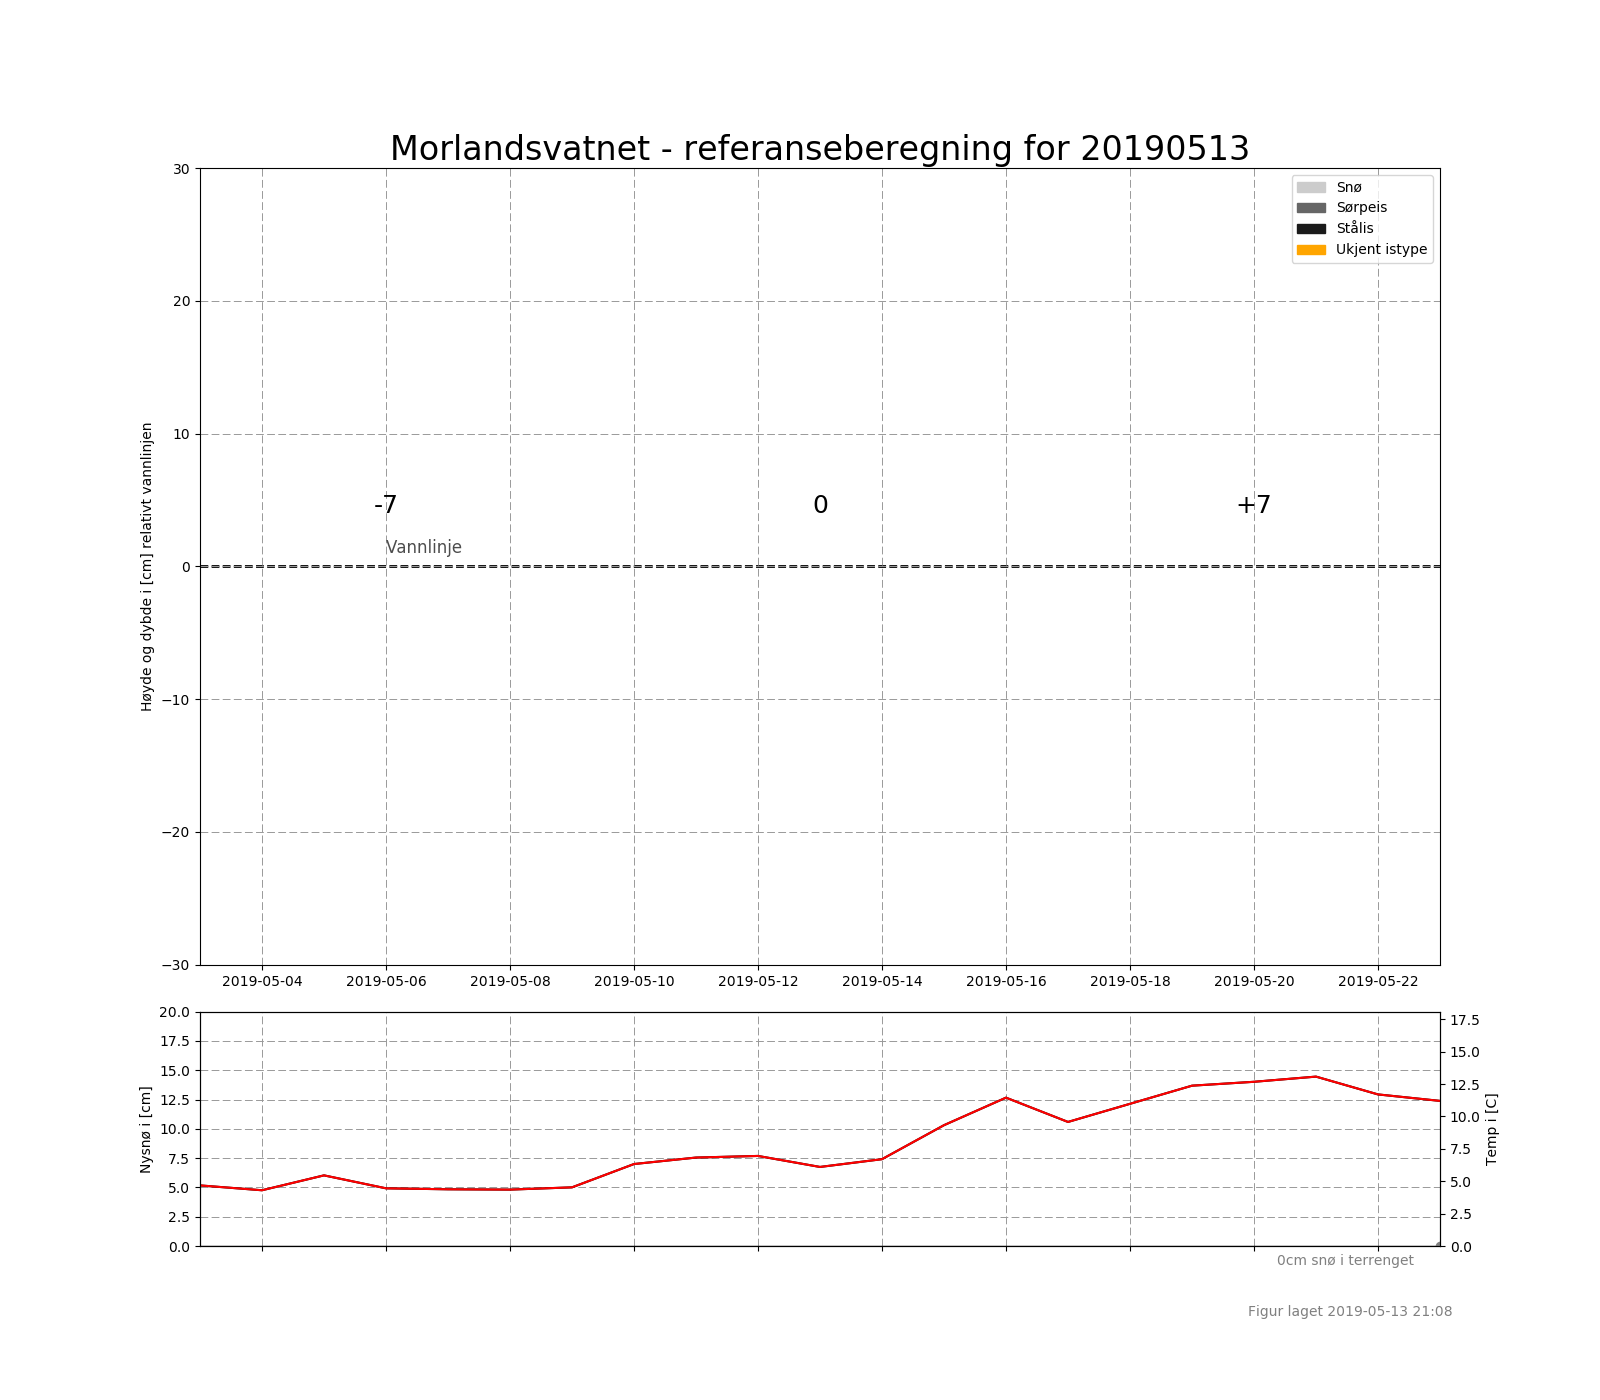 Morlandsvatnet - referanseberegning for 20190513
Snø
Sørpeis
Stålis
Ukjent istype
Høyde og dybde i [cm] relativt vannlinjen
30
20
10
0
−10
−20
−30
-7
0
+7
Vannlinje
2019-05-04 2019-05-06 2019-05-08 2019-05-10 2019-05-12 2019-05-14 2019-05-16 2019-05-18 2019-05-20 2019-05-22
Nysnø i [cm]
20.0
17.5
15.0
12.5
10.0
7.5
5.0
2.5
0.0
17.5
15.0
12.5
10.0
7.5
5.0
2.5
0.0
Temp i [C]
0cm snø i terrenget
Figur laget 2019-05-13 21:08